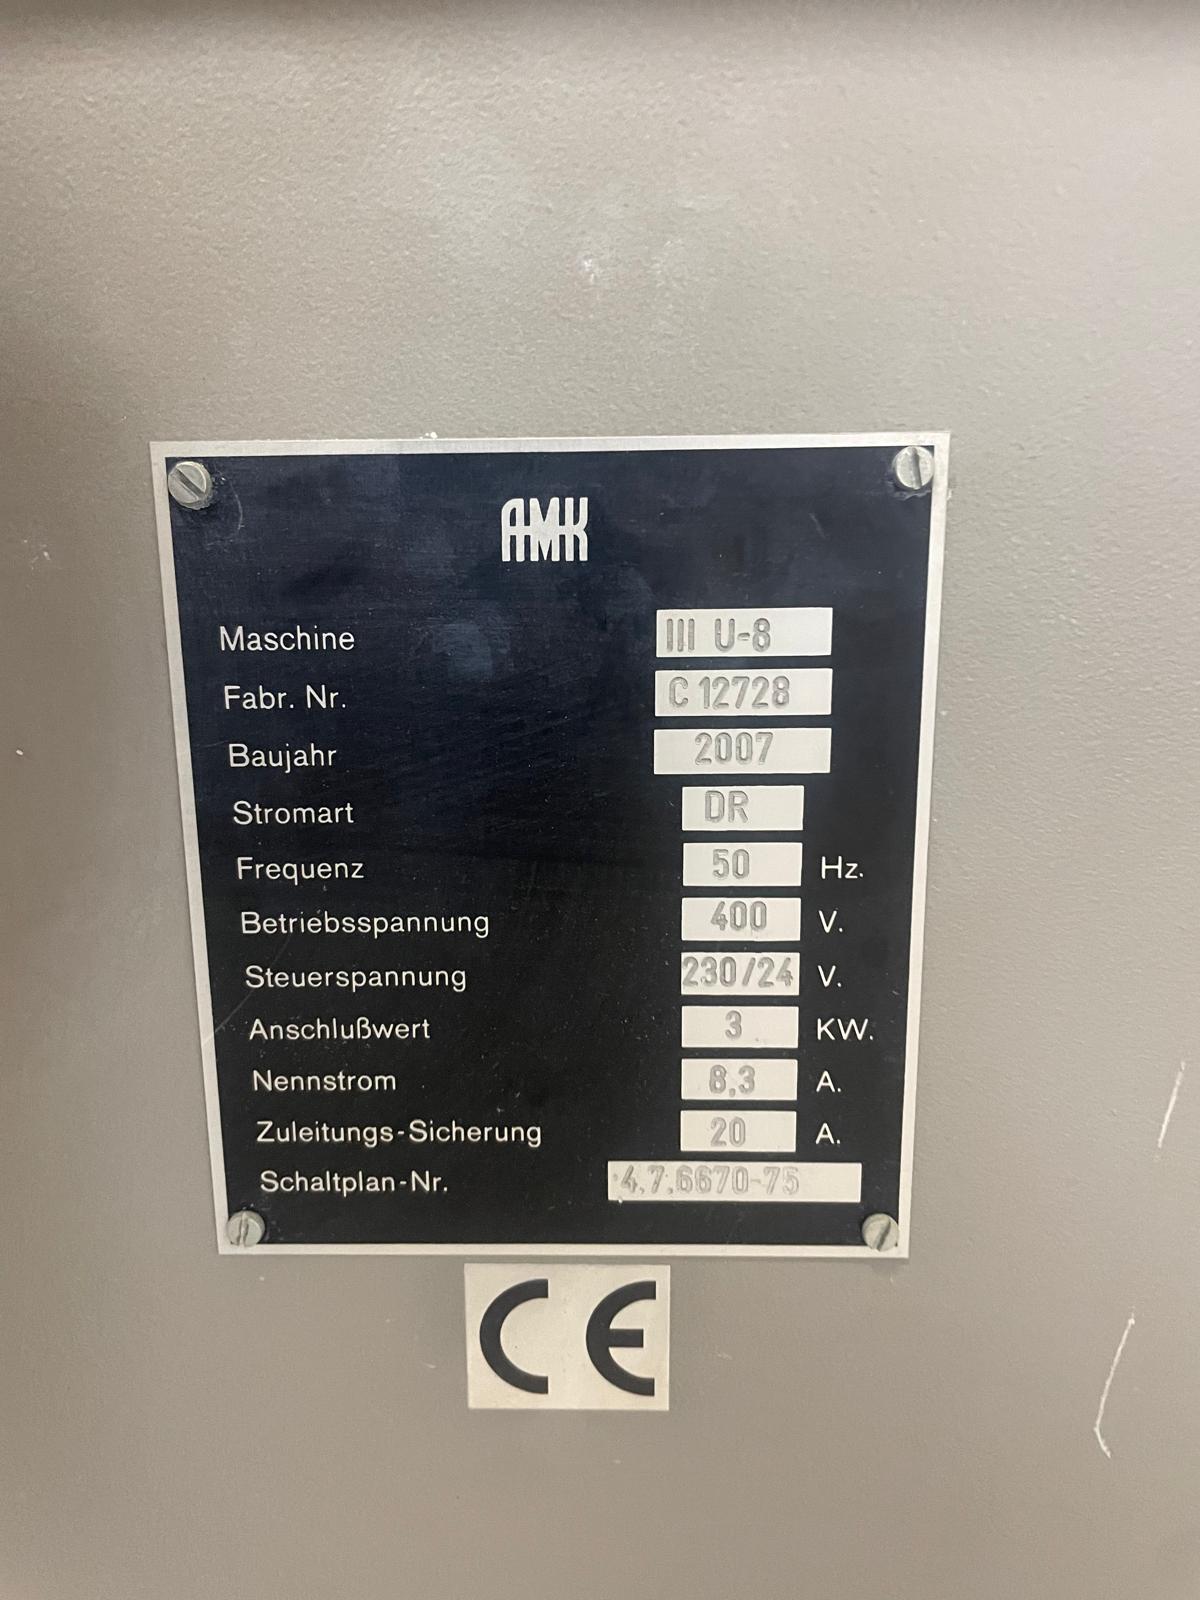 AMK
Maschine III U-8
Fabr. Nr. C 12728
Baujahr 2007
Stromart DR
Frequenz 50 Hz.
Betriebsspannung 400 V.
Steuerspannung 230/24 V.
Anschlußwert 3 KW.
Nennstrom 8,3 A.
Zuleitungs-Sicherung 20 A.
Schaltplan-Nr. 4.7.6670-75
CE